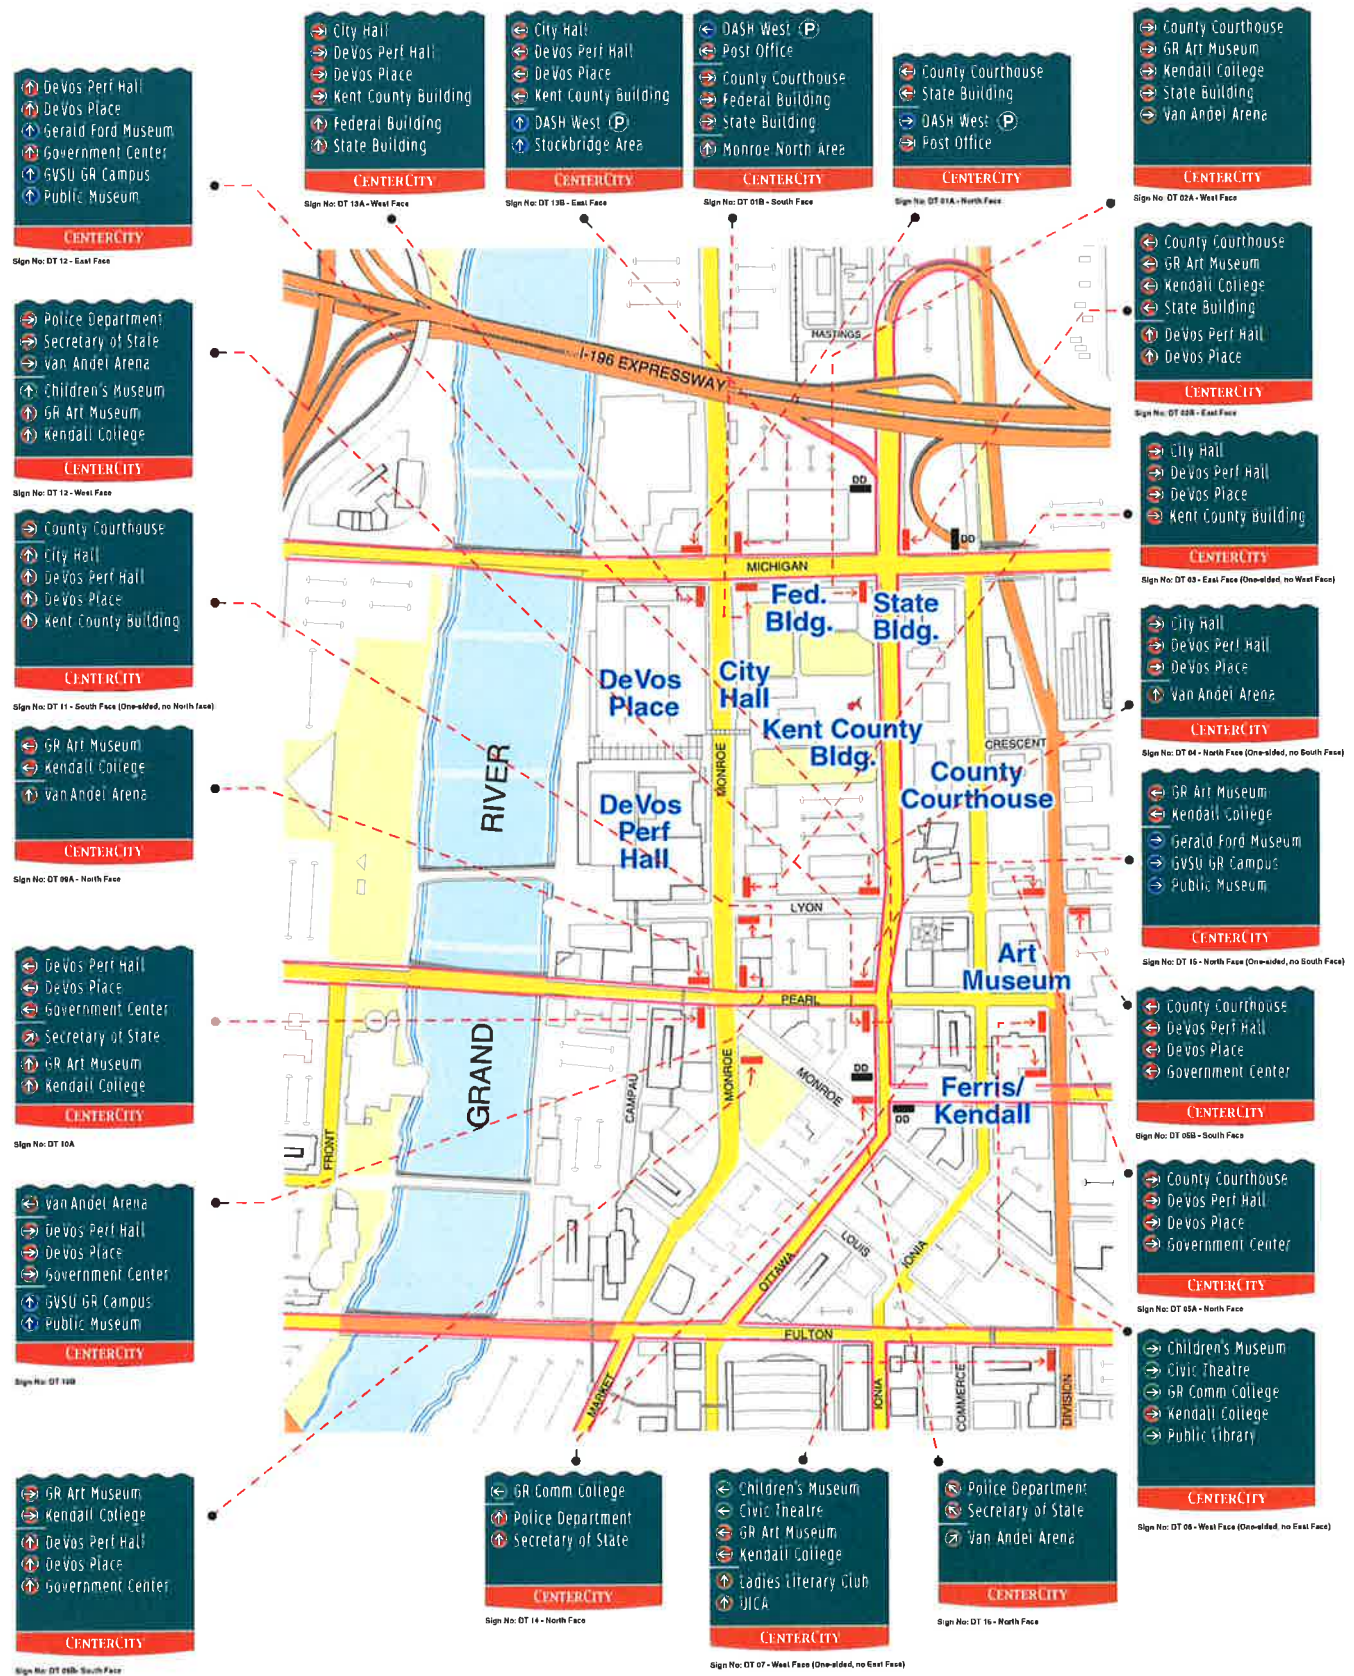 City Hall
DeVos Perf Hall
DeVos Place
Kent County Building
Federal Building
State Building
CENTERCITY
Sign No: DT 13A - West Face
City Hall
DeVos Perf Hall
DeVos Place
Kent County Building
DASH West P
Stockbridge Area
CENTERCITY
Sign No: DT 13B - East Face
DASH West P
Post Office
County Courthouse
Federal Building
State Building
Monroe North Area
CENTERCITY
Sign No: DT 01B - South Face
County Courthouse
State Building
DASH West P
Post Office
CENTERCITY
Sign No: DT 01A - North Face
County Courthouse
GR Art Museum
Kendall College
State Building
Van Andel Arena
CENTERCITY
Sign No: DT 02A - West Face
DeVos Perf Hall
DeVos Place
Gerald Ford Museum
Government Center
GVSU GR Campus
Public Museum
CENTERCITY
Sign No: DT 12 - East Face
Police Department
Secretary of State
Van Andel Arena
Children's Museum
GR Art Museum
Kendall College
CENTERCITY
Sign No: DT 12 - West Face
County Courthouse
City Hall
DeVos Perf Hall
DeVos Place
Kent County Building
CENTERCITY
Sign No: DT 11 - South Face (One-sided, no North face)
GR Art Museum
Kendall College
Van Andel Arena
CENTERCITY
Sign No: DT 09A - North Face
DeVos Perf Hall
DeVos Place
Government Center
Secretary of State
GR Art Museum
Kendall College
CENTERCITY
Sign No: DT 10A
Van Andel Arena
DeVos Perf Hall
DeVos Place
Government Center
GVSU GR Campus
Public Museum
CENTERCITY
Sign No: DT 10B
GR Art Museum
Kendall College
DeVos Perf Hall
DeVos Place
Government Center
CENTERCITY
Sign No: DT 09B- South Face
County Courthouse
GR Art Museum
Kendall College
State Building
DeVos Perf Hall
DeVos Place
CENTERCITY
Sign No: DT 02B - East Face
City Hall
DeVos Perf Hall
DeVos Place
Kent County Building
CENTERCITY
Sign No: DT 03 - East Face (One-sided, no West Face)
City Hall
DeVos Perf Hall
DeVos Place
Van Andel Arena
CENTERCITY
Sign No: DT 04 - North Face (One-sided, no South Face)
GR Art Museum
Kendall College
Gerald Ford Museum
GVSU GR Campus
Public Museum
CENTERCITY
Sign No: DT 15 - North Face (One-sided, no South Face)
County Courthouse
DeVos Perf Hall
DeVos Place
Government Center
CENTERCITY
Sign No: DT 05B - South Face
County Courthouse
DeVos Perf Hall
DeVos Place
Government Center
CENTERCITY
Sign No: DT 05A - North Face
Children's Museum
Civic Theatre
GR Comm College
Kendall College
Public Library
CENTERCITY
Sign No: DT 06 - West Face (One-sided, no East Face)
GR Comm College
Police Department
Secretary of State
CENTERCITY
Sign No: DT 14 - North Face
Children's Museum
Civic Theatre
GR Art Museum
Kendall College
Ladies Literary Club
UICA
CENTERCITY
Sign No: DT 07 - West Face (One-sided, no East Face)
Police Department
Secretary of State
Van Andel Arena
CENTERCITY
Sign No: DT 16 - North Face
HASTINGS
I-196 EXPRESSWAY
DD
DD
MICHIGAN
Fed.
Bldg.
State
Bldg.
DeVos
Place
City
Hall
Kent County
Bldg.
CRESCENT
MONROE
RIVER
County
Courthouse
DeVos
Perf
Hall
LYON
Art
Museum
PEARL
GRAND
MONROE
MONROE
DD
DD
Ferris/
Kendall
CAMPAU
FRONT
LOUIS
IONIA
OTTAWA
FULTON
MARKET
IONIA
COMMERCE
DIVISION